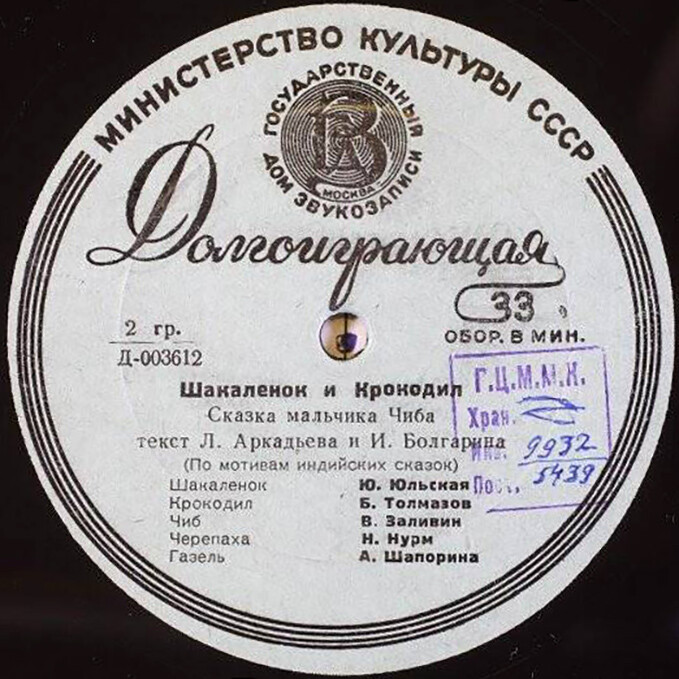 МИНИСТЕРСТВО КУЛЬТУРЫ СССР
ГОСУДАРСТВЕННЫЙ
ДОМ ЗВУКОЗАПИСИ
МОСКВА
Долгоиграющая
33
ОБОР. В МИН.
2 гр.
Д-003612
Шакаленок и Крокодил
Сказка мальчика Чиба
текст Л. Аркадьева и И. Болгарина
(По мотивам индийских сказок)
Шакаленок Ю. Юльская
Крокодил Б. Толмазов
Чиб В. Заливин
Черепаха Н. Нурм
Газель А. Шапорина
Г.Ц.М.М.К.
Хран.
Инв. 9932
Пост. 5439